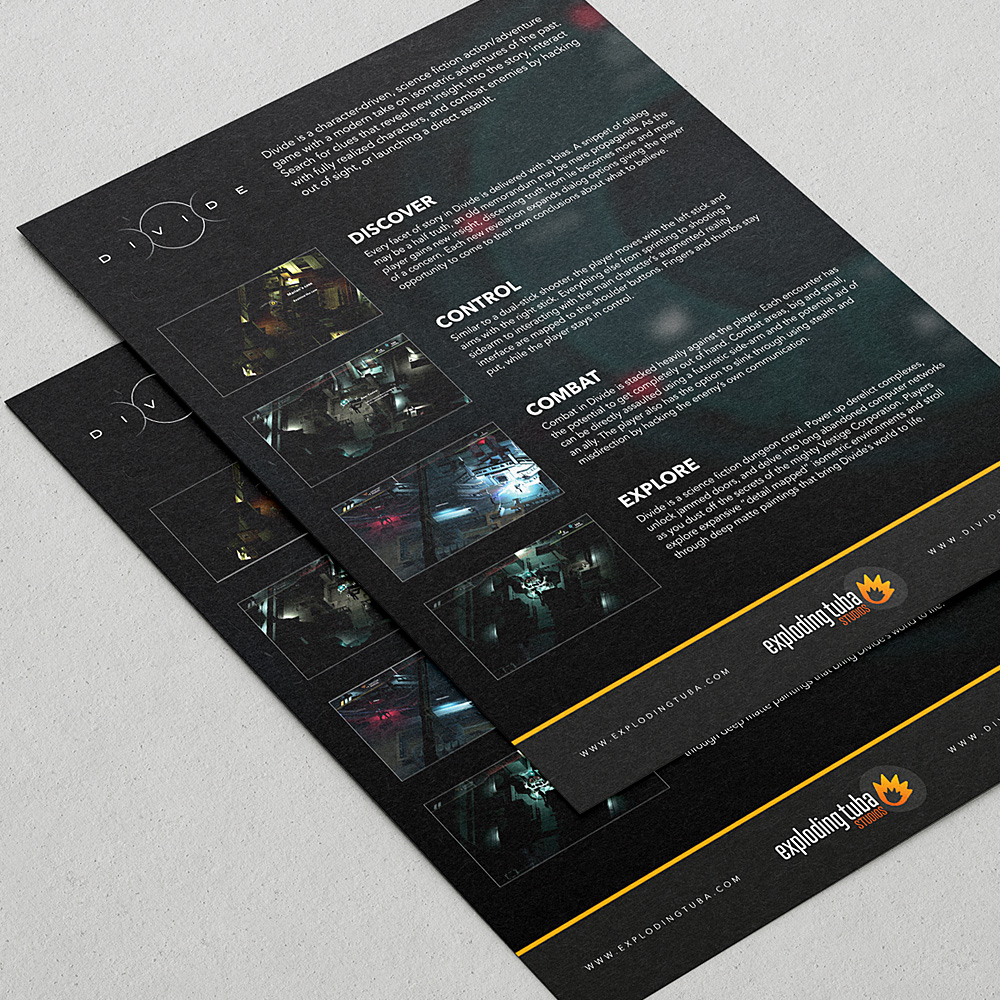 Divide is a character-driven, science fiction action/adventure
game with a modern take on isometric adventures of the past.
Search for clues that reveal new insight into the story, interact
with fully realized characters, and combat enemies by hacking
out of sight, or launching a direct assault.
DIVIDE
DISCOVER
Every facet of story in Divide is delivered with a bias. A snippet of dialog
may be a half truth, an old memorandum may be mere propaganda. As the
player gains new insight, discerning truth from lie becomes more and more
of a concern. Each new revelation expands dialog options giving the player
opportunity to come to their own conclusions about what to believe.
CONTROL
Similar to a dual-stick shooter, the player moves with the left stick and
aims with the right stick. Everything else from sprinting to shooting a
sidearm to interacting with the main character's augmented reality
interface are mapped to the shoulder buttons. Fingers and thumbs stay
put, while the player stays in control.
COMBAT
Combat in Divide is stacked heavily against the player. Each encounter has
the potential to get completely out of hand. Combat areas, big and small
can be directly assaulted using a futuristic side-arm and the potential aid of
an ally. The player also has the option to slink through using stealth and
misdirection by hacking the enemy's own communication.
EXPLORE
Divide is a science fiction dungeon crawl. Power up derelict complexes,
unlock jammed doors, and delve into long abandoned computer networks
as you dust off the secrets of the mighty Vestige Corporation. Players
explore expansive "detail mapped" isometric environments and stroll
through deep matte paintings that bring Divide's world to life.
WWW.EXPLODINGTUBA.COM
exploding tuba
STUDIOS
WWW.DIVIDE
DIV
through deep matte paintings that bring Divide's world to life.
WWW.EXPLODINGTUBA.COM
exploding tuba
STUDIOS
WWW.DI